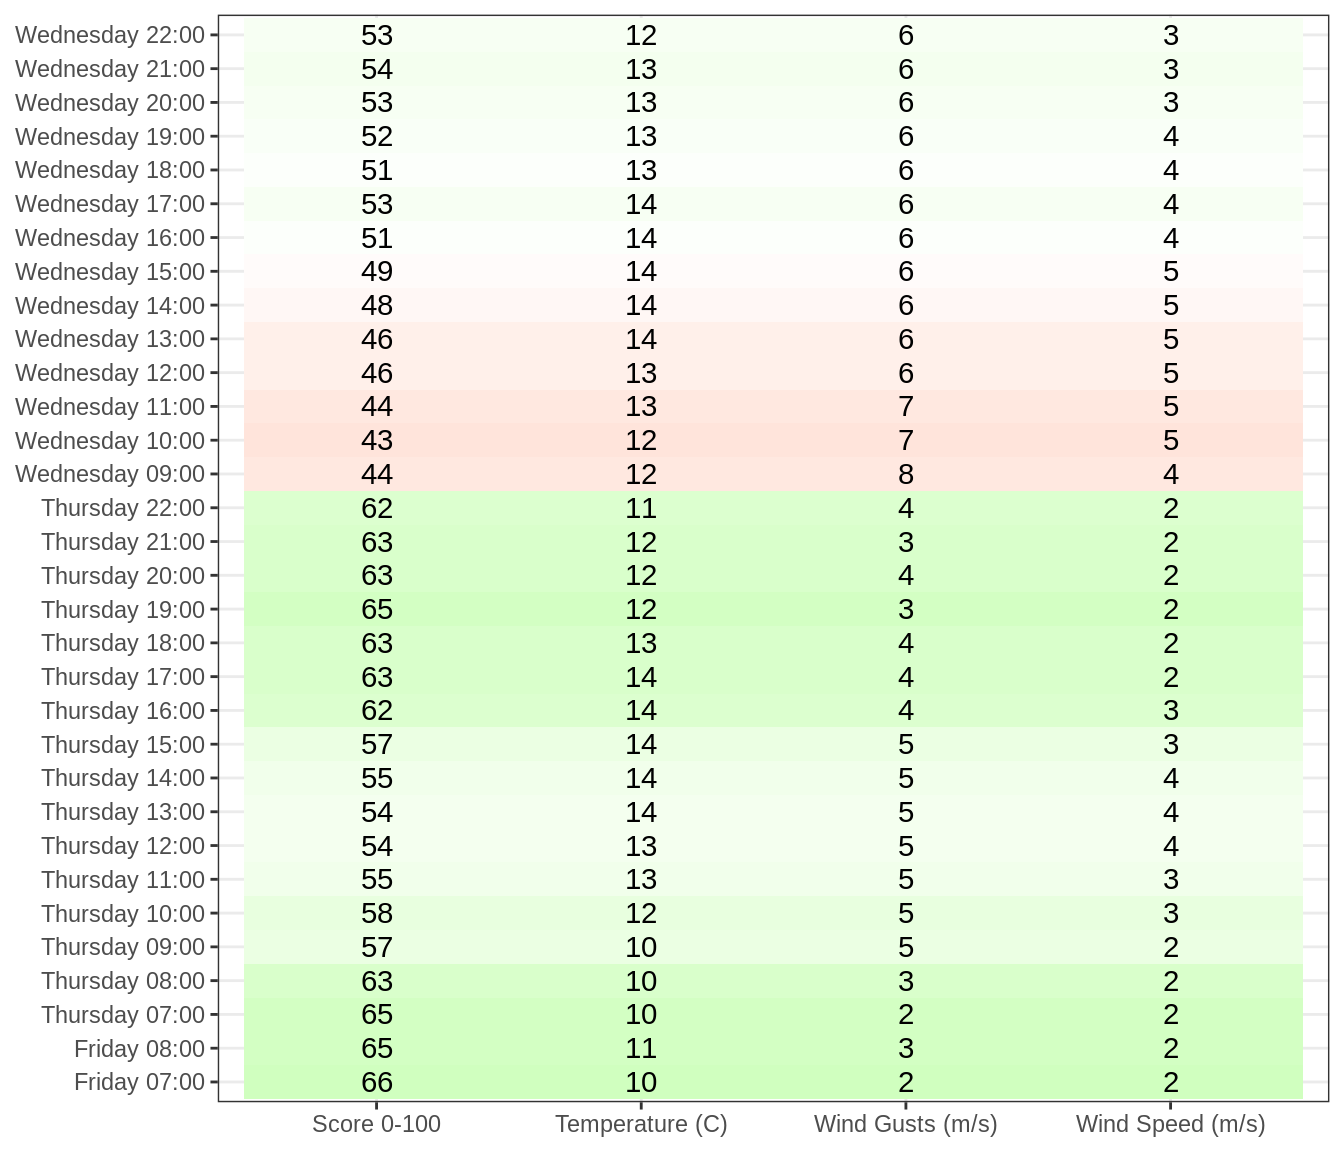 Wednesday 22:00 53 12 6 3
Wednesday 21:00 54 13 6 3
Wednesday 20:00 53 13 6 3
Wednesday 19:00 52 13 6 4
Wednesday 18:00 51 13 6 4
Wednesday 17:00 53 14 6 4
Wednesday 16:00 51 14 6 4
Wednesday 15:00 49 14 6 5
Wednesday 14:00 48 14 6 5
Wednesday 13:00 46 14 6 5
Wednesday 12:00 46 13 6 5
Wednesday 11:00 44 13 7 5
Wednesday 10:00 43 12 7 5
Wednesday 09:00 44 12 8 4
Thursday 22:00 62 11 4 2
Thursday 21:00 63 12 3 2
Thursday 20:00 63 12 4 2
Thursday 19:00 65 12 3 2
Thursday 18:00 63 13 4 2
Thursday 17:00 63 14 4 2
Thursday 16:00 62 14 4 3
Thursday 15:00 57 14 5 3
Thursday 14:00 55 14 5 4
Thursday 13:00 54 14 5 4
Thursday 12:00 54 13 5 4
Thursday 11:00 55 13 5 3
Thursday 10:00 58 12 5 3
Thursday 09:00 57 10 5 2
Thursday 08:00 63 10 3 2
Thursday 07:00 65 10 2 2
Friday 08:00 65 11 3 2
Friday 07:00 66 10 2 2
Score 0-100 Temperature (C) Wind Gusts (m/s) Wind Speed (m/s)